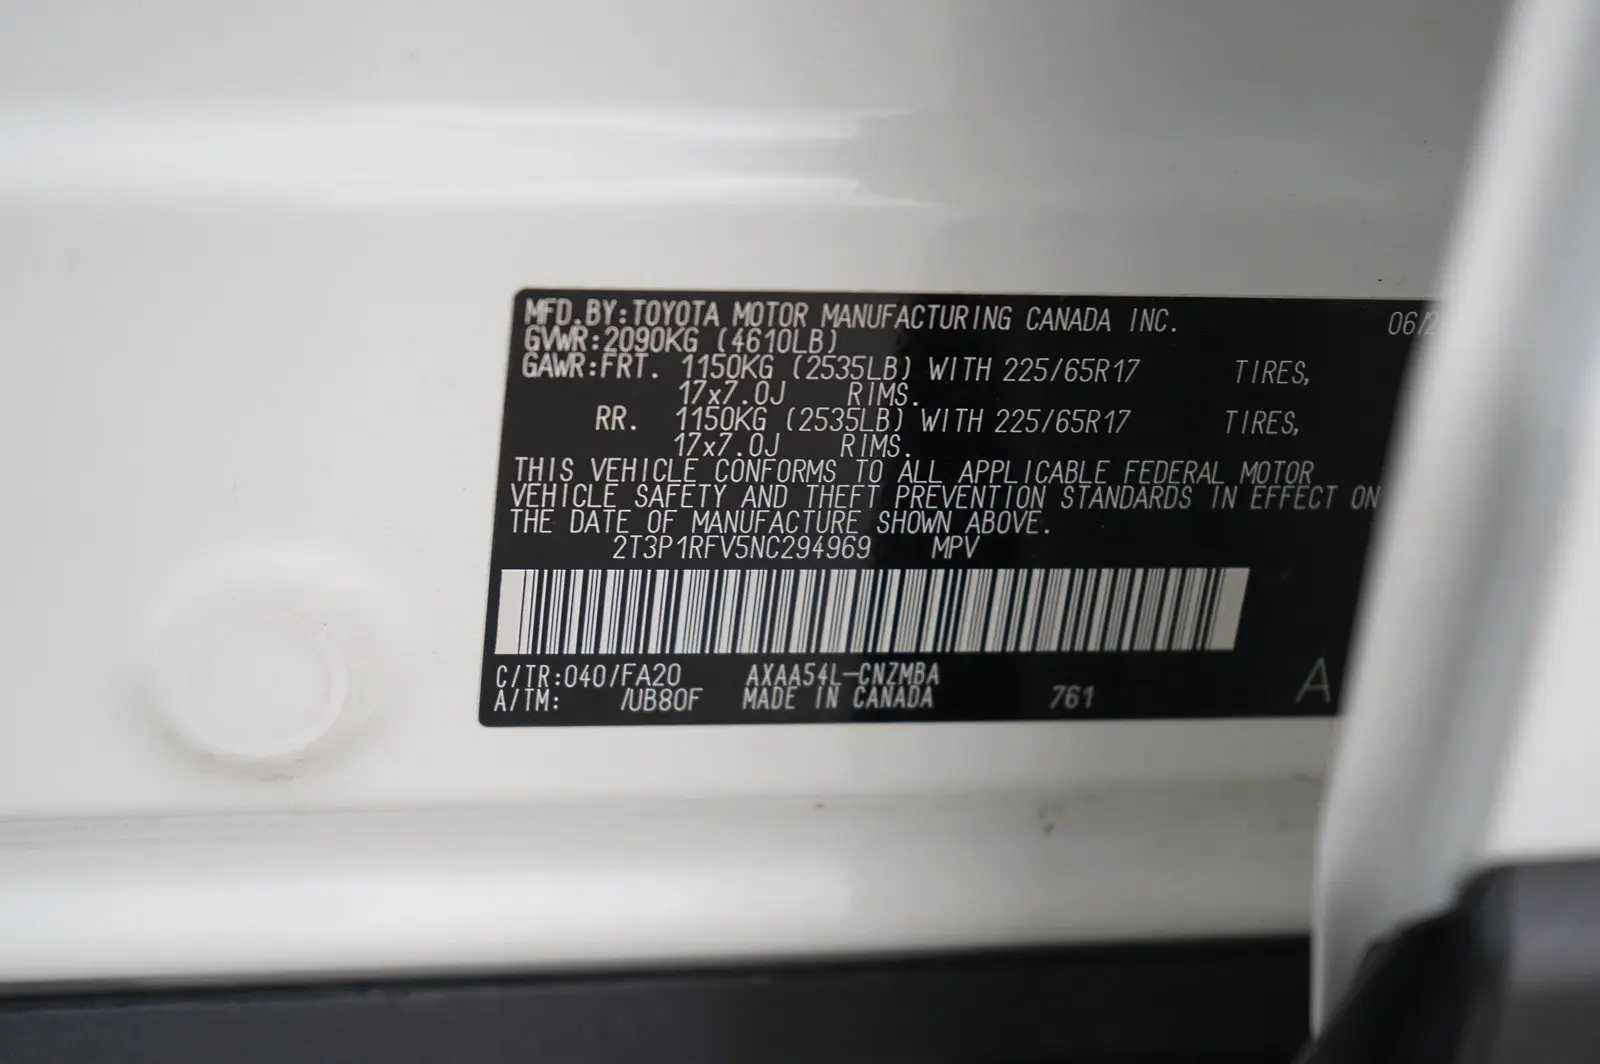 MFD.BY:TOYOTA MOTOR MANUFACTURING CANADA INC. 06/2
GVWR:2090KG (4610LB)
GAWR:FRT. 1150KG (2535LB) WITH 225/65R17 TIRES,
17x7.0J RIMS.
RR. 1150KG (2535LB) WITH 225/65R17 TIRES,
17x7.0J RIMS.
THIS VEHICLE CONFORMS TO ALL APPLICABLE FEDERAL MOTOR
VEHICLE SAFETY AND THEFT PREVENTION STANDARDS IN EFFECT ON
THE DATE OF MANUFACTURE SHOWN ABOVE.
2T3P1RFV5NC294969 MPV
C/TR:040/FA20 AXAA54L-CNZMBA
A/TM: /UB80F MADE IN CANADA 761 A